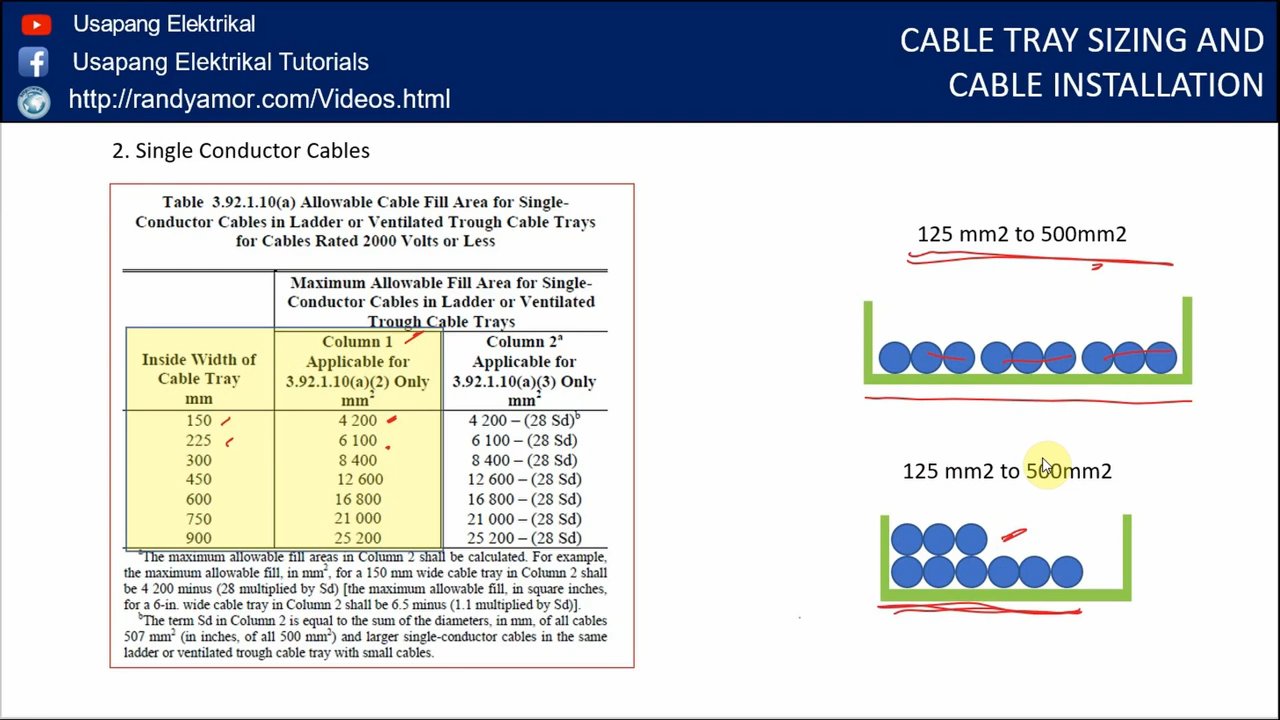 Usapang Elektrikal
Usapang Elektrikal Tutorials
http://randyamor.com/Videos.html
CABLE TRAY SIZING AND
CABLE INSTALLATION
2. Single Conductor Cables
Table 3.92.1.10(a) Allowable Cable Fill Area for Single-
Conductor Cables in Ladder or Ventilated Trough Cable Trays
for Cables Rated 2000 Volts or Less
Maximum Allowable Fill Area for Single-
Conductor Cables in Ladder or Ventilated
Trough Cable Trays
Inside Width of
Cable Tray
mm
Column 1
Applicable for
3.92.1.10(a)(2) Only
mm²
Column 2ᵃ
Applicable for
3.92.1.10(a)(3) Only
mm²
150 4 200 4 200 – (28 Sd)ᵇ
225 6 100 6 100 – (28 Sd)
300 8 400 8 400 – (28 Sd)
450 12 600 12 600 – (28 Sd)
600 16 800 16 800 – (28 Sd)
750 21 000 21 000 – (28 Sd)
900 25 200 25 200 – (28 Sd)
ᵃThe maximum allowable fill areas in Column 2 shall be calculated. For example,
the maximum allowable fill, in mm², for a 150 mm wide cable tray in Column 2 shall
be 4 200 minus (28 multiplied by Sd) [the maximum allowable fill, in square inches,
for a 6-in. wide cable tray in Column 2 shall be 6.5 minus (1.1 multiplied by Sd)].
ᵇThe term Sd in Column 2 is equal to the sum of the diameters, in mm, of all cables
507 mm² (in inches, of all 500 mm²) and larger single-conductor cables in the same
ladder or ventilated trough cable tray with small cables.
125 mm2 to 500mm2
125 mm2 to 500mm2